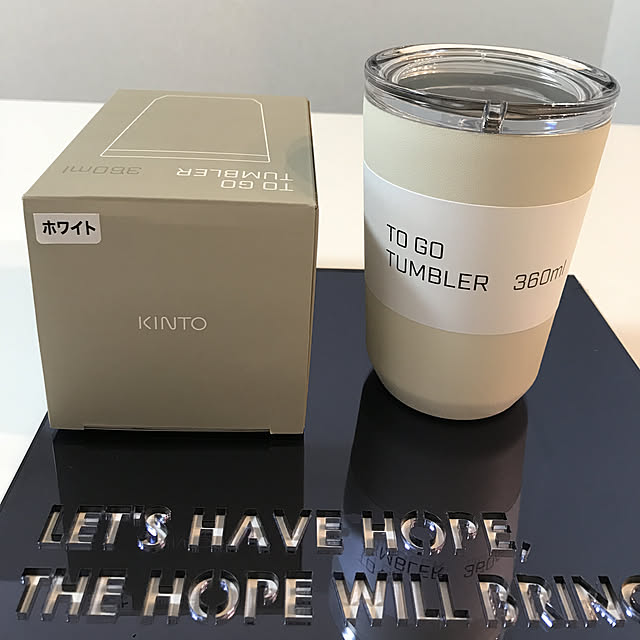 TO GO
TUMBLER
360ml
ホワイト
KINTO
TO GO
TUMBLER 360ml
LET'S HAVE HOPE,
THE HOPE WILL BRING